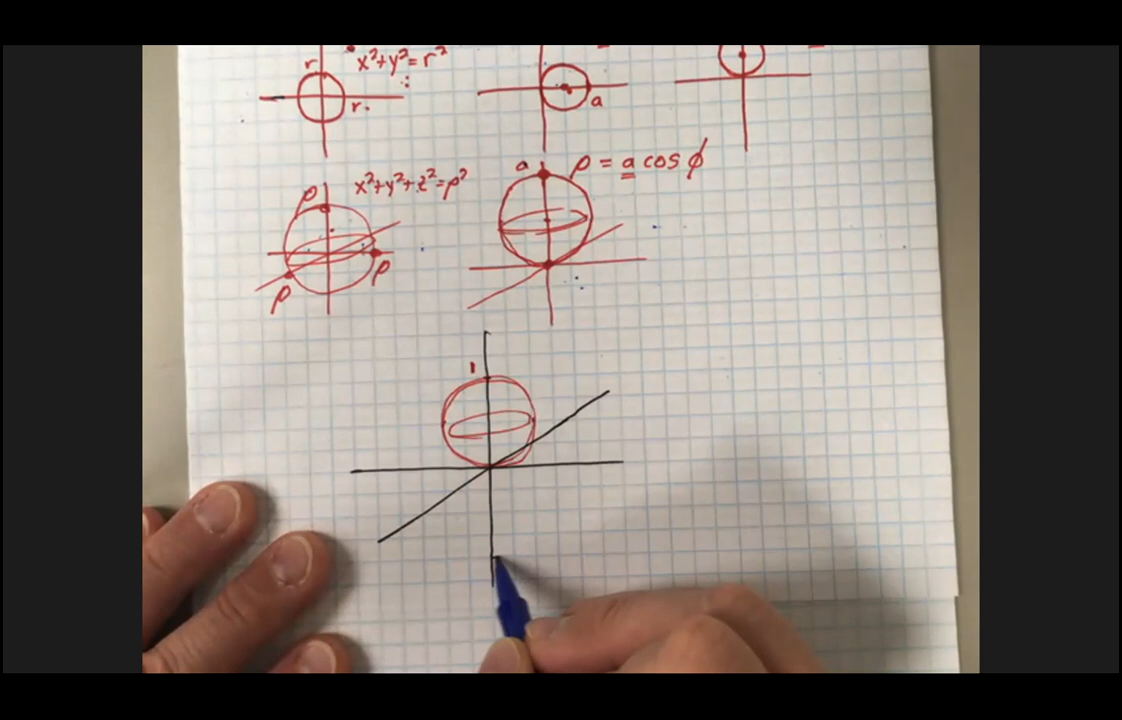 r x²+y²=r²
r.
a
ρ x²+y²+z²=ρ²
ρ
ρ
a ρ = a cos ϕ
1